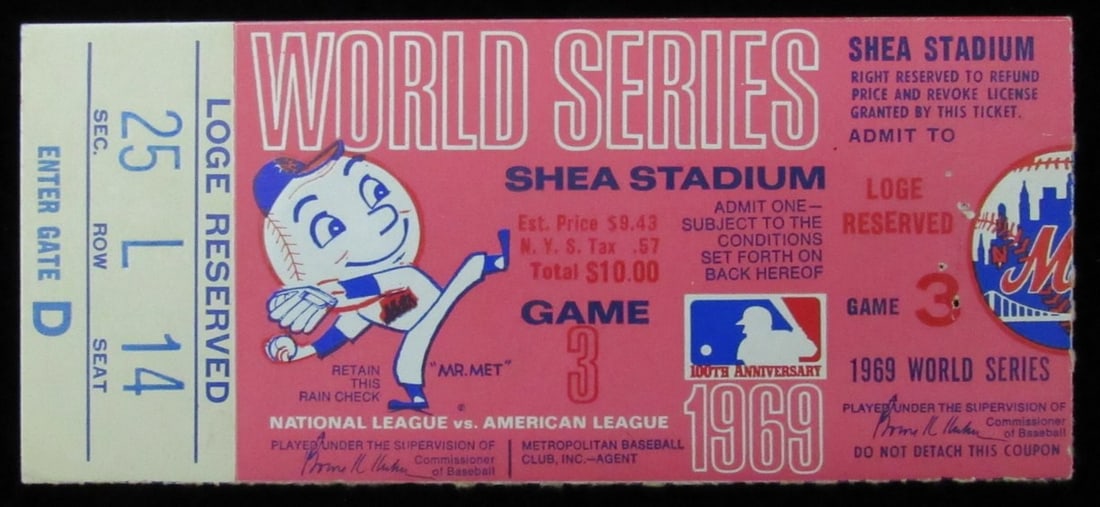 LOGE RESERVED
SEC. ROW SEAT
25 L 14
ENTER GATE D
WORLD SERIES
SHEA STADIUM
Est. Price $9.43
N.Y.S. Tax .57
Total $10.00
ADMIT ONE—
SUBJECT TO THE
CONDITIONS
SET FORTH ON
BACK HEREOF
GAME
3
RETAIN
THIS
RAIN CHECK
"MR. MET"
100TH ANNIVERSARY
1969
NATIONAL LEAGUE vs. AMERICAN LEAGUE
PLAYED UNDER THE SUPERVISION OF
Bowie K. Kuhn
Commissioner
of Baseball
METROPOLITAN BASEBALL
CLUB, INC.—AGENT
SHEA STADIUM
RIGHT RESERVED TO REFUND
PRICE AND REVOKE LICENSE
GRANTED BY THIS TICKET.
ADMIT TO
LOGE
RESERVED
GAME 3
1969 WORLD SERIES
PLAYED UNDER THE SUPERVISION OF
Bowie K. Kuhn
Commissioner
of Baseball
DO NOT DETACH THIS COUPON